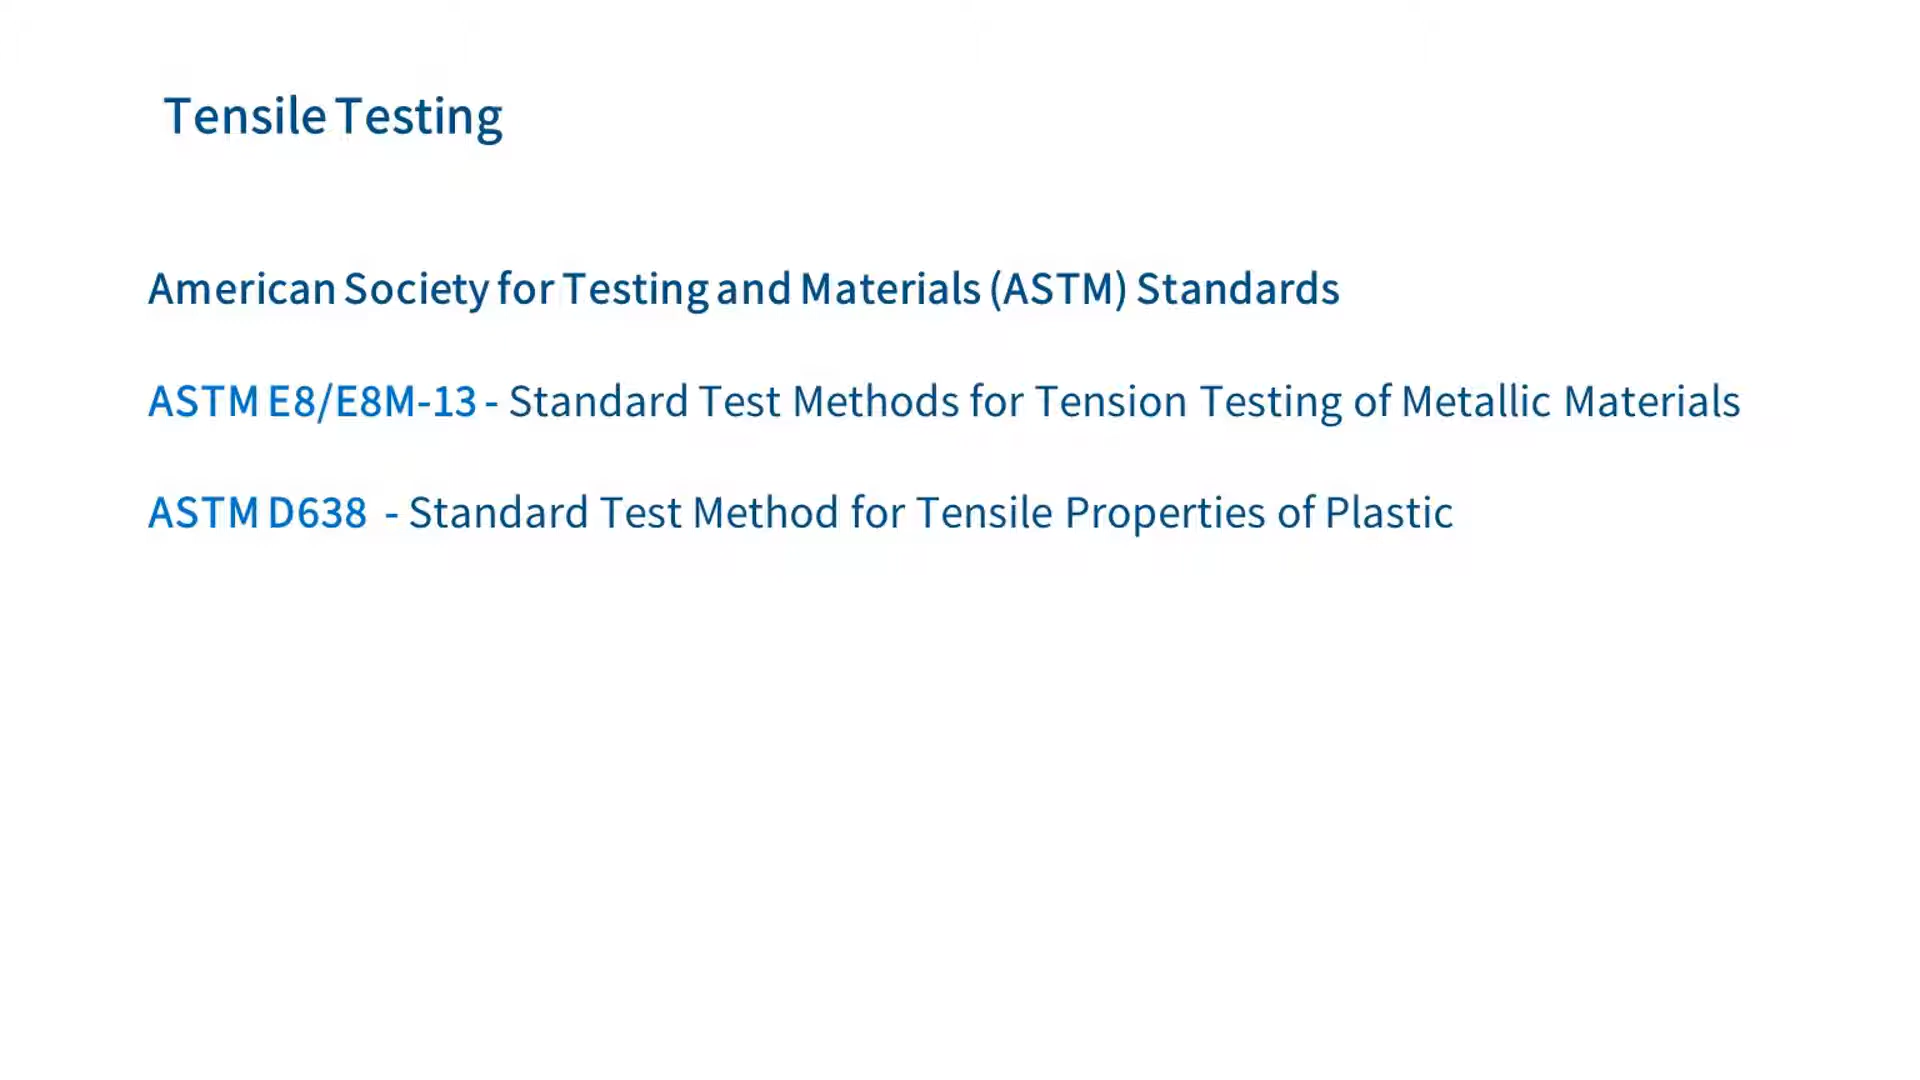 Tensile Testing
American Society for Testing and Materials (ASTM) Standards
ASTM E8/E8M-13 - Standard Test Methods for Tension Testing of Metallic Materials
ASTM D638 - Standard Test Method for Tensile Properties of Plastic